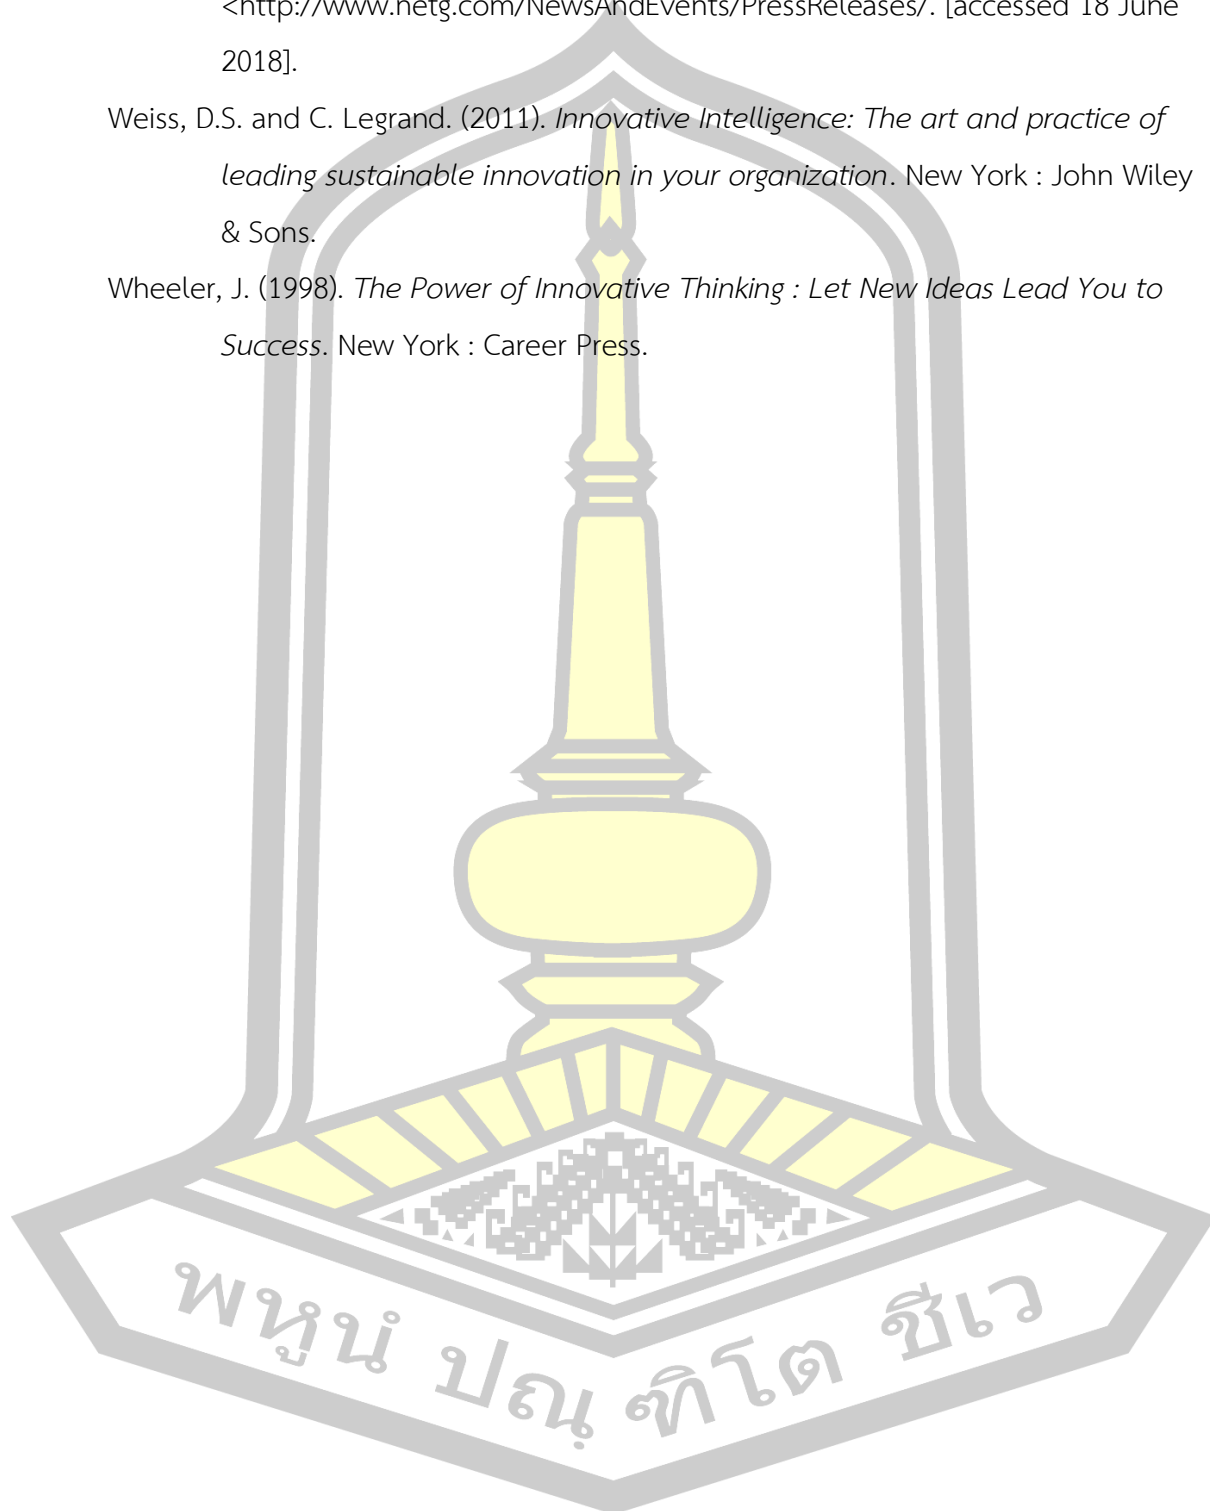 <http://www.netg.com/NewsAndEvents/PressReleases/. [accessed 18 June
2018].
Weiss, D.S. and C. Legrand. (2011). Innovative Intelligence: The art and practice of
leading sustainable innovation in your organization. New York : John Wiley
& Sons.
Wheeler, J. (1998). The Power of Innovative Thinking : Let New Ideas Lead You to
Success. New York : Career Press.
พหูนํ ปณฺ ฑิโต ชีเว